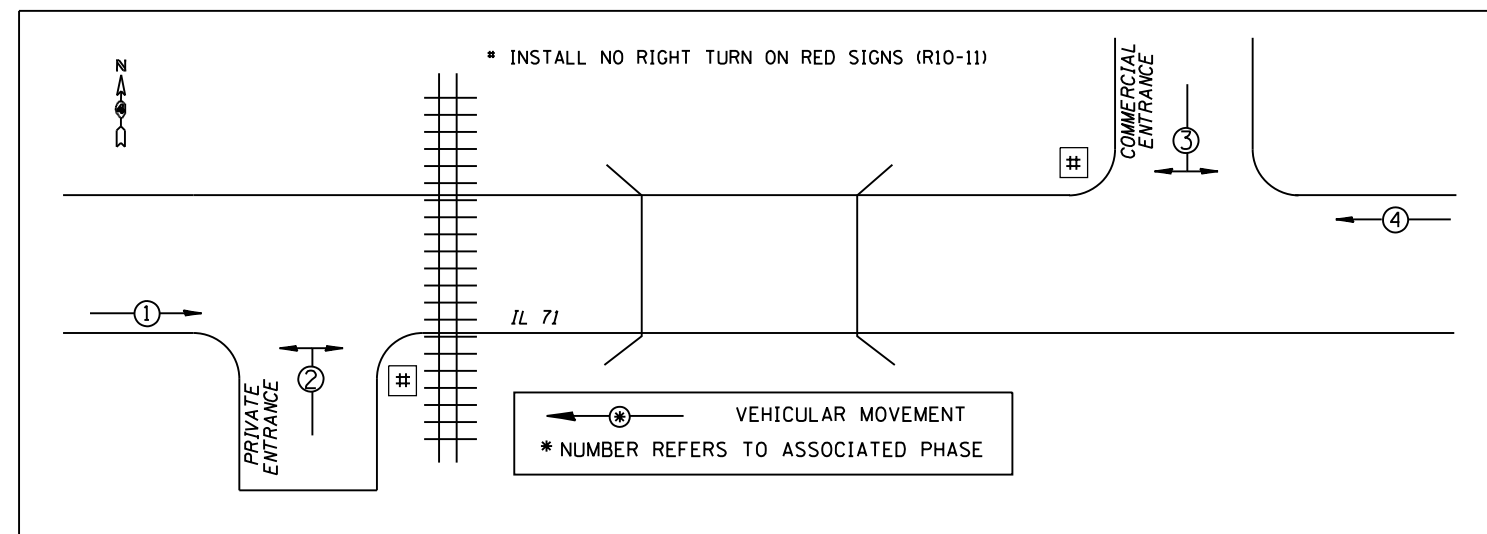 # INSTALL NO RIGHT TURN ON RED SIGNS (R10-11)
N
COMMERCIAL
ENTRANCE
3
#
4
1
IL 71
2
#
PRIVATE
ENTRANCE
* VEHICULAR MOVEMENT
* NUMBER REFERS TO ASSOCIATED PHASE